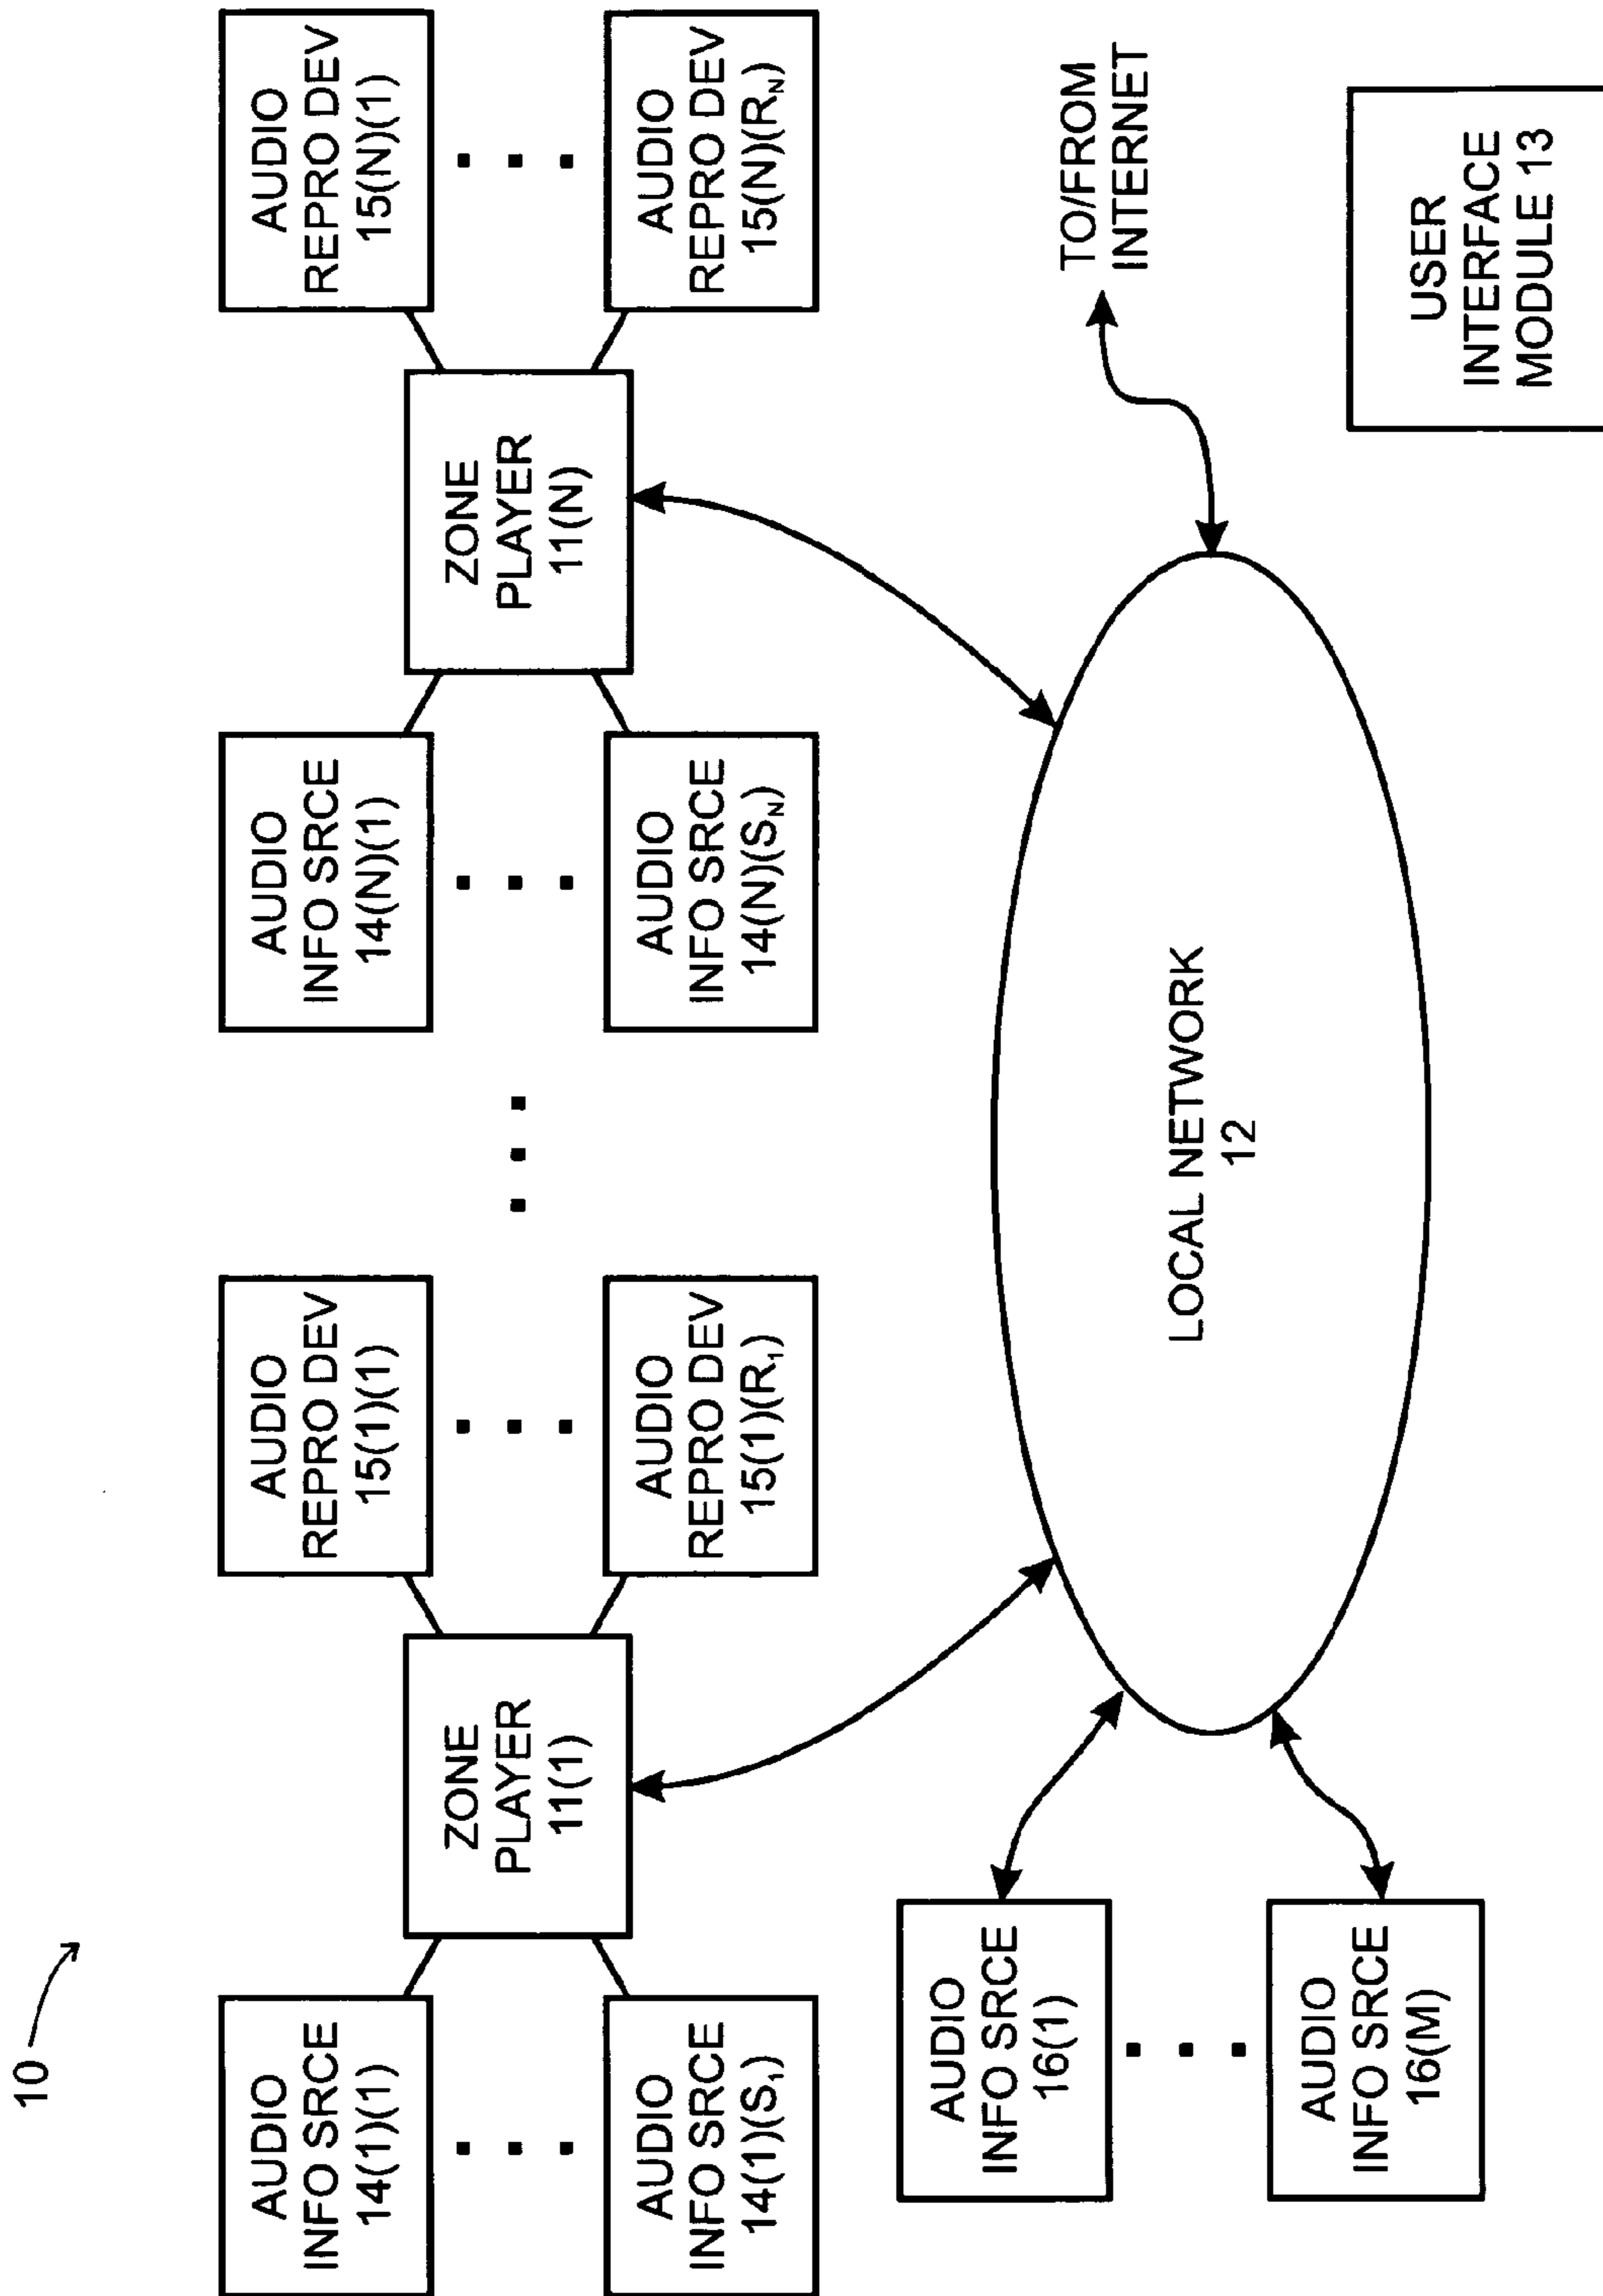 10
AUDIO
INFO SRCE
14(1)(1)
AUDIO
INFO SRCE
14(1)(S₁)
ZONE
PLAYER
11(1)
AUDIO
REPRO DEV
15(1)(1)
AUDIO
REPRO DEV
15(1)(R₁)
AUDIO
INFO SRCE
14(N)(1)
AUDIO
INFO SRCE
14(N)(Sₙ)
ZONE
PLAYER
11(N)
AUDIO
REPRO DEV
15(N)(1)
AUDIO
REPRO DEV
15(N)(Rₙ)
AUDIO
INFO SRCE
16(1)
AUDIO
INFO SRCE
16(M)
LOCAL NETWORK
12
TO/FROM
INTERNET
USER
INTERFACE
MODULE 13